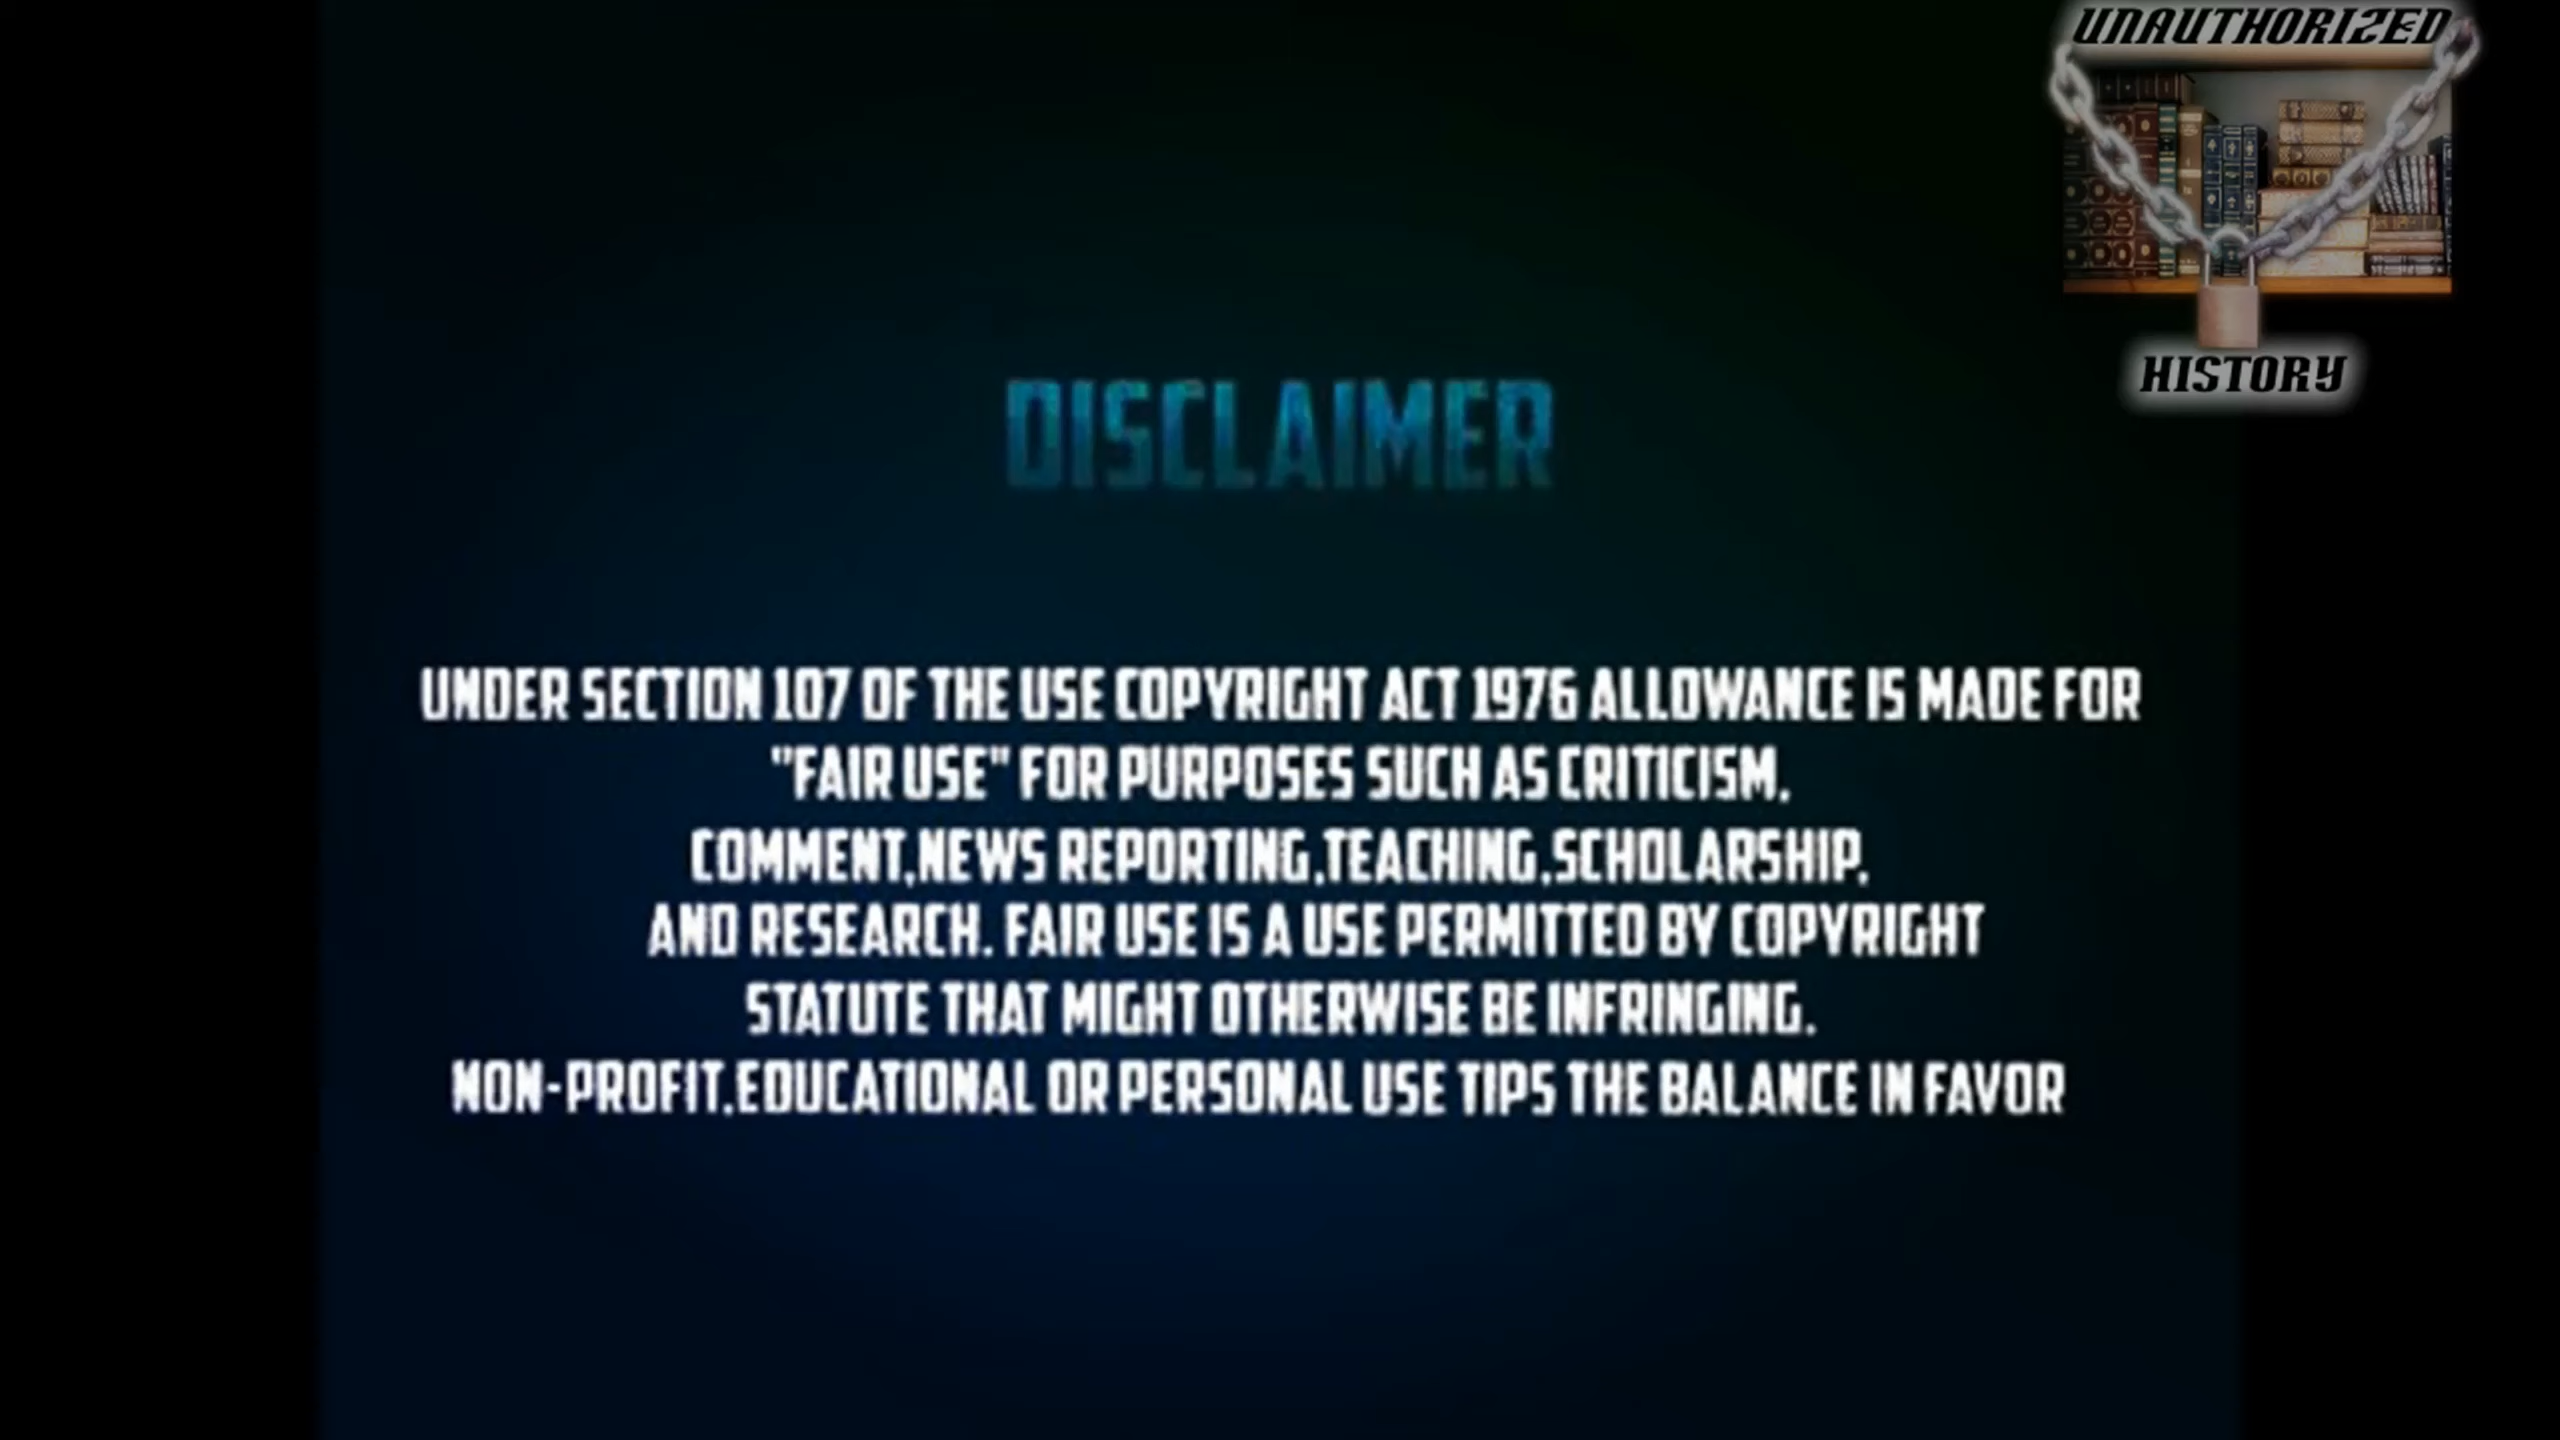 UNAUTHORIZED
HISTORY
DISCLAIMER
UNDER SECTION 107 OF THE USE COPYRIGHT ACT 1976 ALLOWANCE IS MADE FOR
"FAIR USE" FOR PURPOSES SUCH AS CRITICISM,
COMMENT,NEWS REPORTING,TEACHING,SCHOLARSHIP,
AND RESEARCH. FAIR USE IS A USE PERMITTED BY COPYRIGHT
STATUTE THAT MIGHT OTHERWISE BE INFRINGING.
NON-PROFIT,EDUCATIONAL OR PERSONAL USE TIPS THE BALANCE IN FAVOR